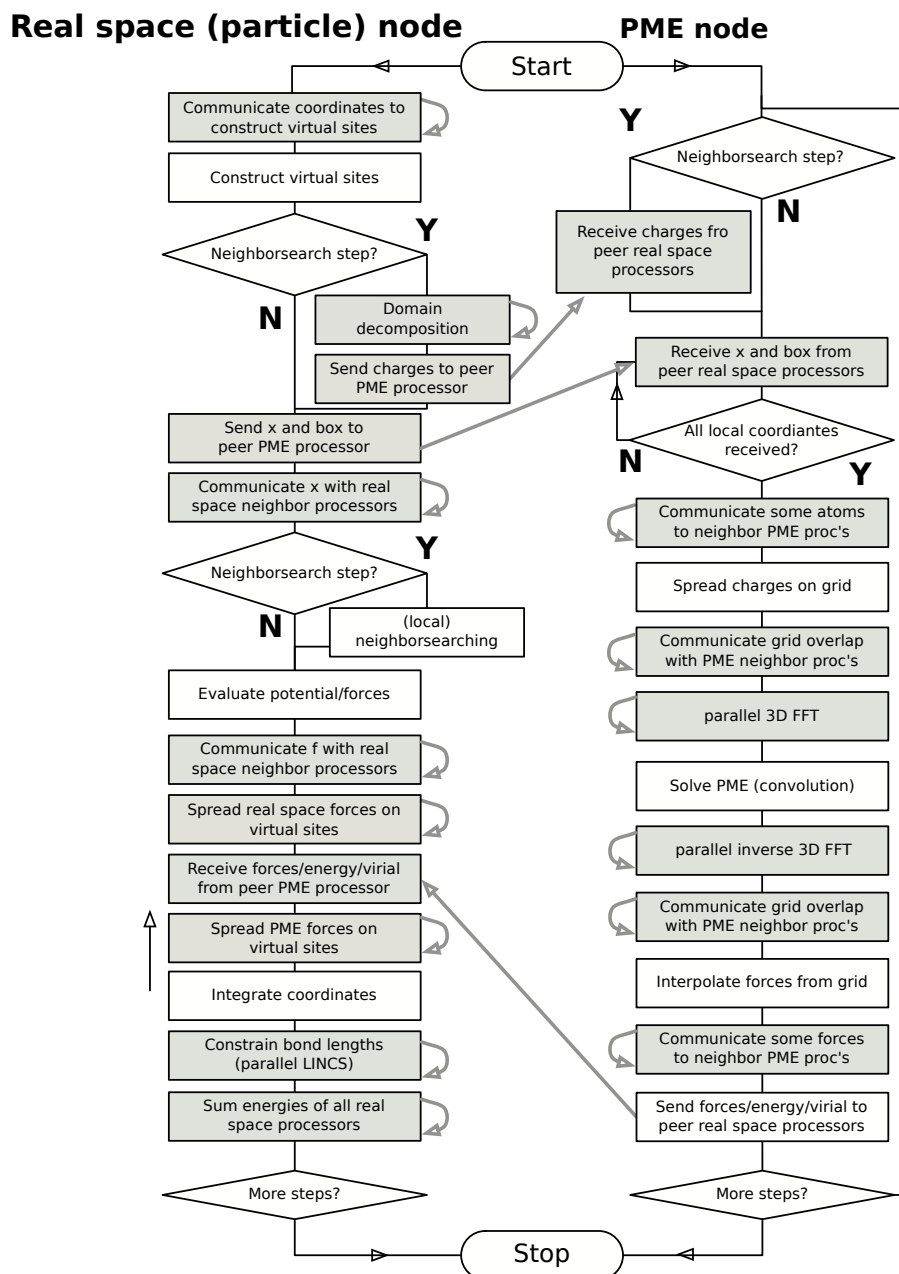 Real space (particle) node
PME node
Start
Communicate coordinates to
construct virtual sites
Construct virtual sites
Neighborsearch step?
Y
N
Domain
decomposition
Send charges to peer
PME processor
Send x and box to
peer PME processor
Communicate x with real
space neighbor processors
Neighborsearch step?
Y
N
(local)
neighborsearching
Evaluate potential/forces
Communicate f with real
space neighbor processors
Spread real space forces on
virtual sites
Receive forces/energy/virial
from peer PME processor
Spread PME forces on
virtual sites
Integrate coordinates
Constrain bond lengths
(parallel LINCS)
Sum energies of all real
space processors
More steps?
Y
Neighborsearch step?
N
Receive charges fro
peer real space
processors
Receive x and box from
peer real space processors
All local coordiantes
received?
N
Y
Communicate some atoms
to neighbor PME proc's
Spread charges on grid
Communicate grid overlap
with PME neighbor proc's
parallel 3D FFT
Solve PME (convolution)
parallel inverse 3D FFT
Communicate grid overlap
with PME neighbor proc's
Interpolate forces from grid
Communicate some forces
to neighbor PME proc's
Send forces/energy/virial to
peer real space processors
More steps?
Stop